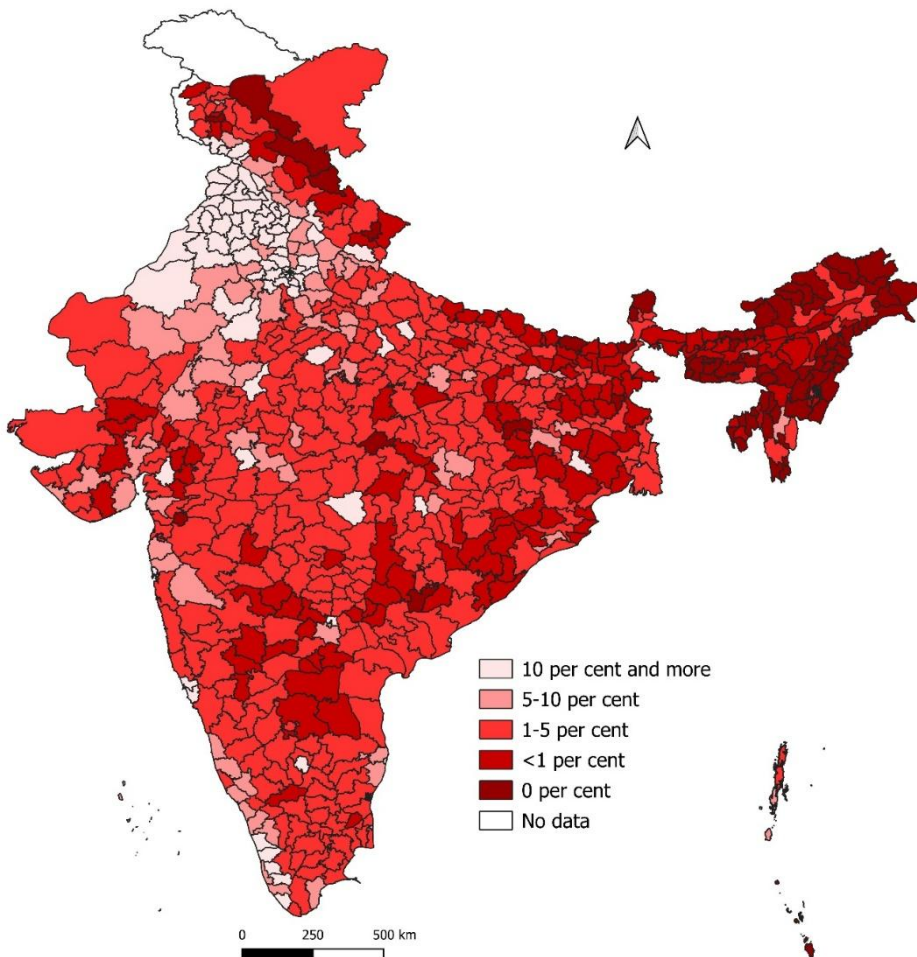 10 per cent and more
5-10 per cent
1-5 per cent
<1 per cent
0 per cent
No data
0 250 500 km